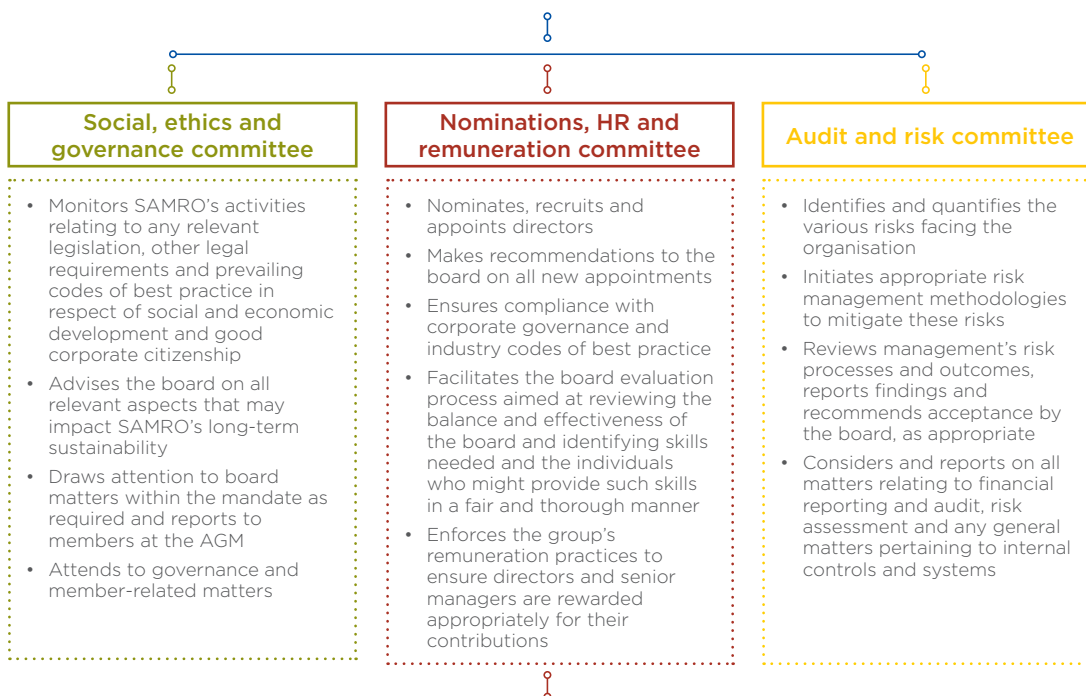 Social, ethics and
governance committee
• Monitors SAMRO's activities
relating to any relevant
legislation, other legal
requirements and prevailing
codes of best practice in
respect of social and economic
development and good
corporate citizenship
• Advises the board on all
relevant aspects that may
impact SAMRO's long-term
sustainability
• Draws attention to board
matters within the mandate as
required and reports to
members at the AGM
• Attends to governance and
member-related matters
Nominations, HR and
remuneration committee
• Nominates, recruits and
appoints directors
• Makes recommendations to the
board on all new appointments
• Ensures compliance with
corporate governance and
industry codes of best practice
• Facilitates the board evaluation
process aimed at reviewing the
balance and effectiveness of
the board and identifying skills
needed and the individuals
who might provide such skills
in a fair and thorough manner
• Enforces the group's
remuneration practices to
ensure directors and senior
managers are rewarded
appropriately for their
contributions
Audit and risk committee
• Identifies and quantifies the
various risks facing the
organisation
• Initiates appropriate risk
management methodologies
to mitigate these risks
• Reviews management's risk
processes and outcomes,
reports findings and
recommends acceptance by
the board, as appropriate
• Considers and reports on all
matters relating to financial
reporting and audit, risk
assessment and any general
matters pertaining to internal
controls and systems